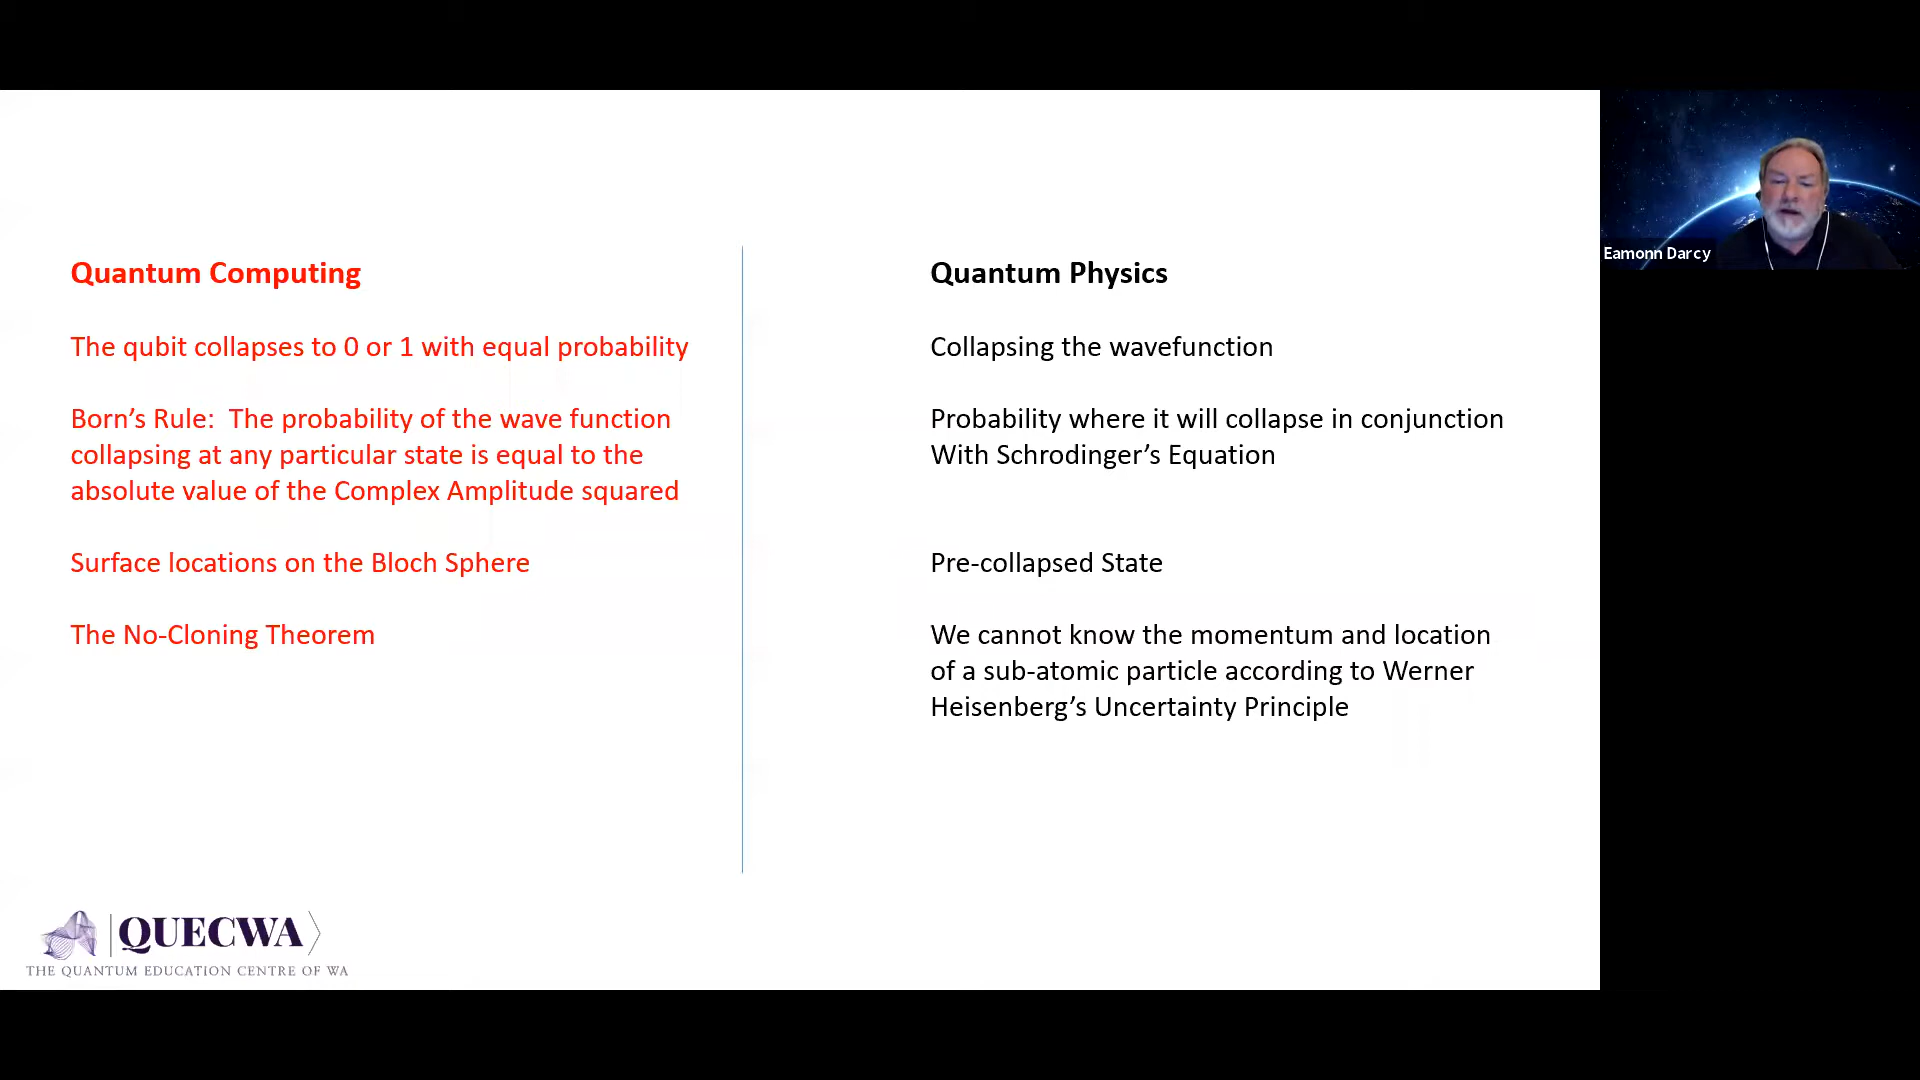 Quantum Computing
The qubit collapses to 0 or 1 with equal probability
Born's Rule:  The probability of the wave function
collapsing at any particular state is equal to the
absolute value of the Complex Amplitude squared
Surface locations on the Bloch Sphere
The No-Cloning Theorem
Quantum Physics
Collapsing the wavefunction
Probability where it will collapse in conjunction
With Schrodinger's Equation
Pre-collapsed State
We cannot know the momentum and location
of a sub-atomic particle according to Werner
Heisenberg's Uncertainty Principle
Eamonn Darcy
QUECWA
THE QUANTUM EDUCATION CENTRE OF WA